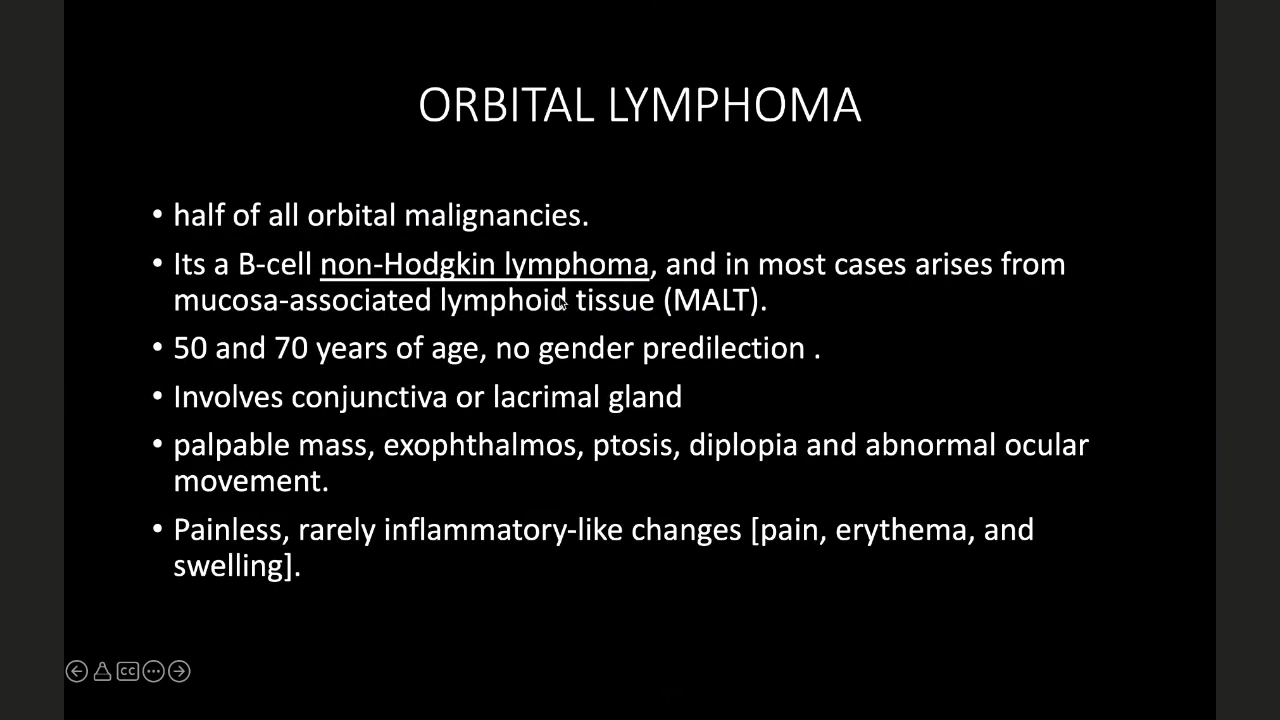 ORBITAL LYMPHOMA
• half of all orbital malignancies.
• Its a B-cell non-Hodgkin lymphoma, and in most cases arises from
mucosa-associated lymphoid tissue (MALT).
• 50 and 70 years of age, no gender predilection .
• Involves conjunctiva or lacrimal gland
• palpable mass, exophthalmos, ptosis, diplopia and abnormal ocular
movement.
• Painless, rarely inflammatory-like changes [pain, erythema, and
swelling].
CC